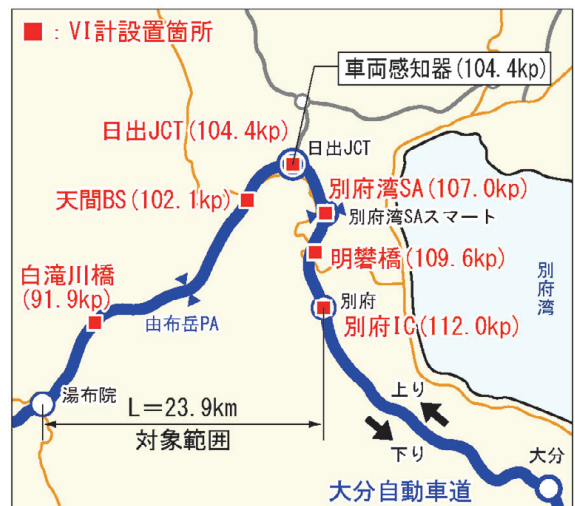 ■：VI計設置箇所
車両感知器(104.4kp)
日出JCT(104.4kp)
日出JCT
天間BS(102.1kp)
別府湾SA(107.0kp)
別府湾SAスマート
明礬橋(109.6kp)
白滝川橋
(91.9kp)
別府湾
由布岳PA
別府
別府IC(112.0kp)
湯布院
L＝23.9km
対象範囲
上り
下り
大分
大分自動車道